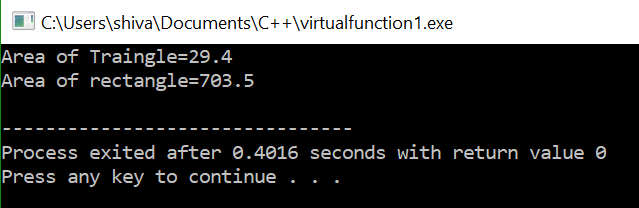 C:\Users\shiva\Documents\C++\virtualfunction1.exe
Area of Traingle=29.4
Area of rectangle=703.5
--------------------------------
Process exited after 0.4016 seconds with return value 0
Press any key to continue . . .